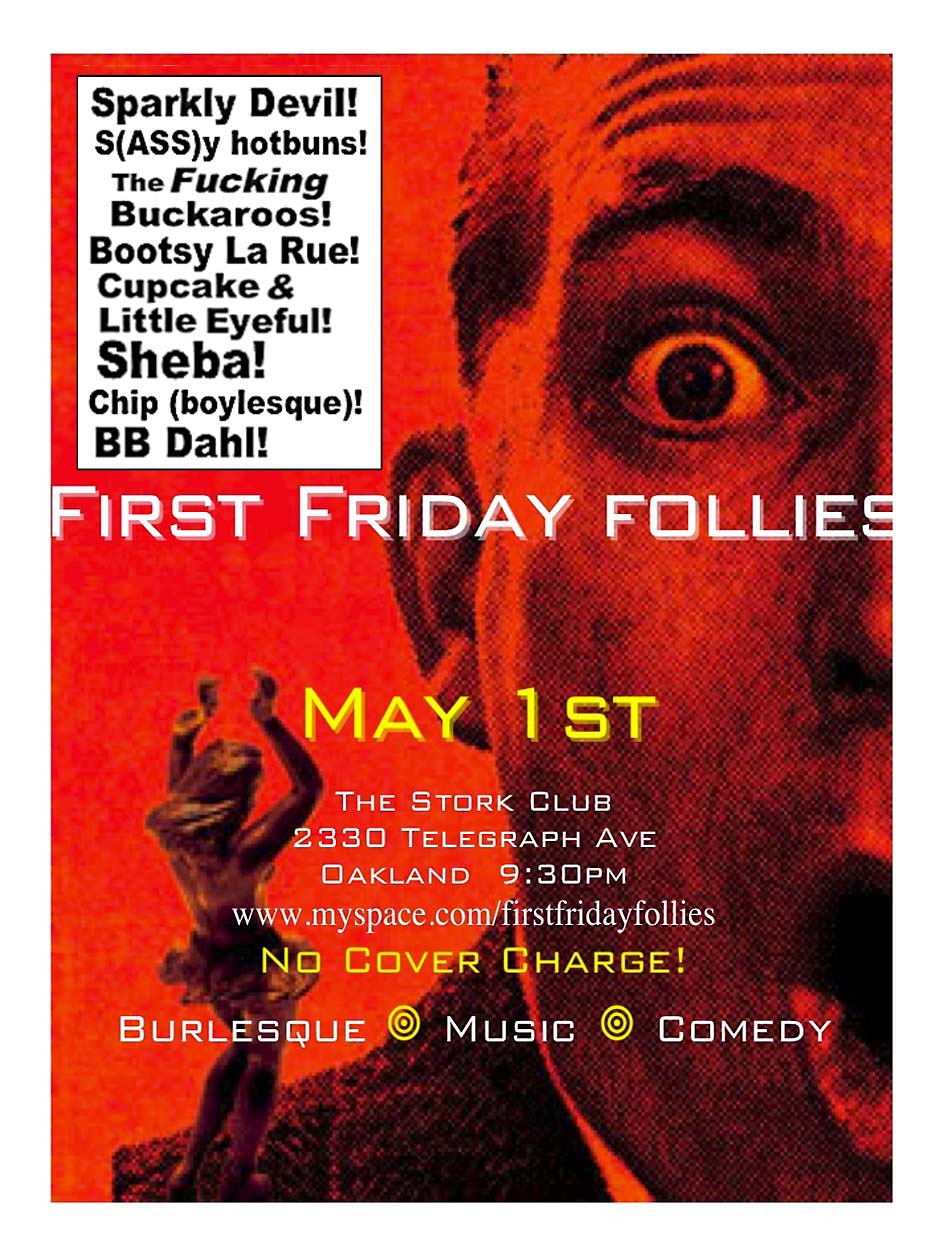 Sparkly Devil!
S(ASS)y hotbuns!
The Fucking
Buckaroos!
Bootsy La Rue!
Cupcake &
Little Eyeful!
Sheba!
Chip (boylesque)!
BB Dahl!
First Friday follies
May 1st
The Stork Club
2330 Telegraph Ave
Oakland 9:30pm
www.myspace.com/firstfridayfollies
No Cover Charge!
Burlesque Music Comedy